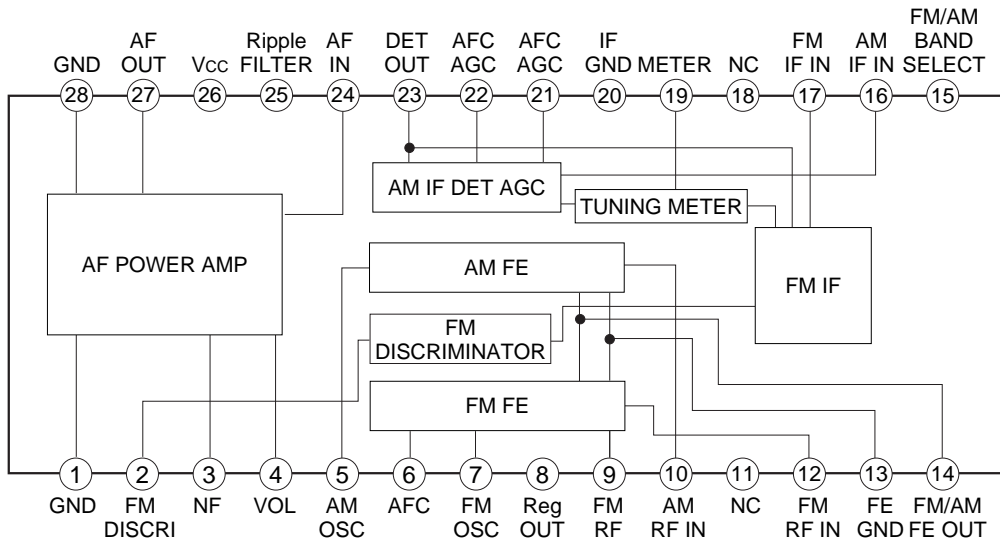 FM/AM
AF Ripple AF DET AFC AFC IF FM AM BAND
GND OUT Vcc FILTER IN OUT AGC AGC GND METER NC IF IN IF IN SELECT
28 27 26 25 24 23 22 21 20 19 18 17 16 15
AM IF DET AGC
TUNING METER
AF POWER AMP
AM FE
FM IF
FM
DISCRIMINATOR
FM FE
1 2 3 4 5 6 7 8 9 10 11 12 13 14
GND FM NF VOL AM AFC FM Reg FM AM NC FM FE FM/AM
DISCRI OSC OSC OUT RF RF IN RF IN GND FE OUT